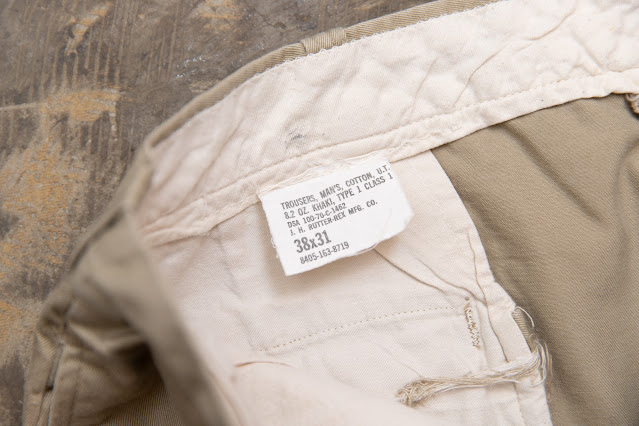 TROUSERS, MAN'S, COTTON, U.T.
8.2 OZ. KHAKI, TYPE 1 CLASS 1
DSA 100-70-C-1462
J. H. RUTTER-REX MFG. CO.
38x31
8405-163-8719